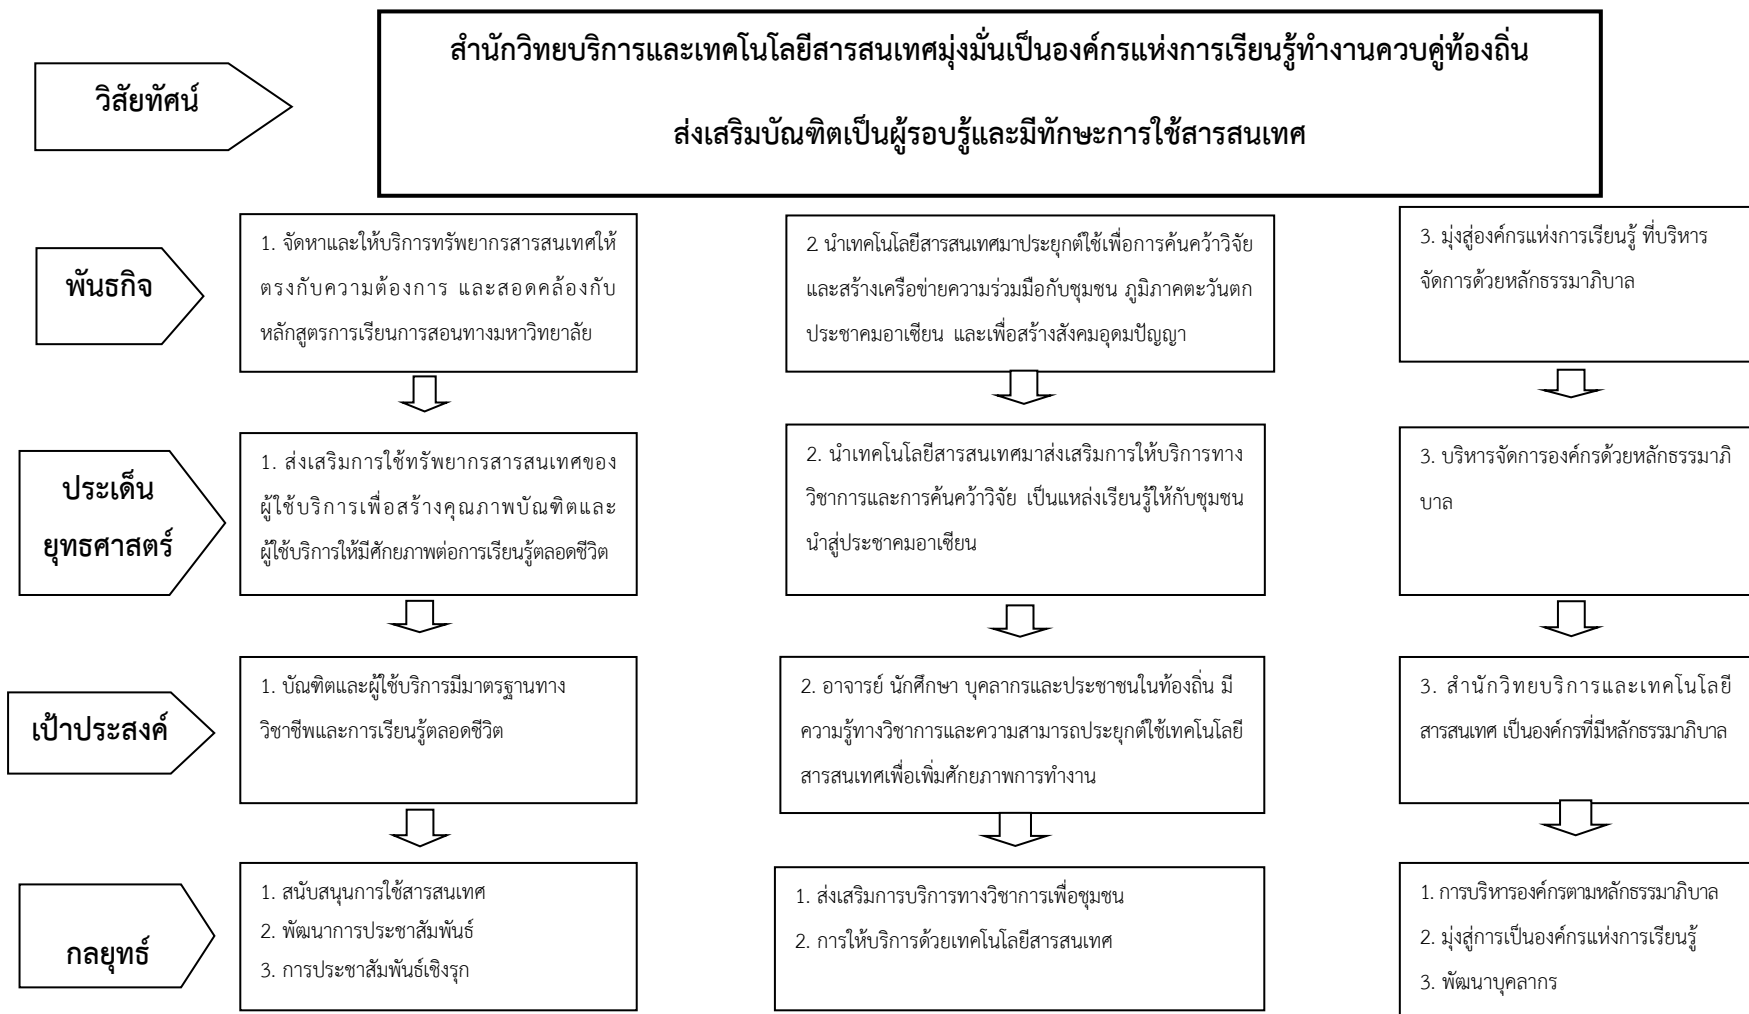 วิสัยทัศน์
สำนักวิทยบริการและเทคโนโลยีสารสนเทศมุ่งมั่นเป็นองค์กรแห่งการเรียนรู้ทำงานควบคู่ท้องถิ่น
ส่งเสริมบัณฑิตเป็นผู้รอบรู้และมีทักษะการใช้สารสนเทศ
พันธกิจ
1. จัดหาและให้บริการทรัพยากรสารสนเทศให้
ตรงกับความต้องการ และสอดคล้องกับ
หลักสูตรการเรียนการสอนทางมหาวิทยาลัย
2. นำเทคโนโลยีสารสนเทศมาประยุกต์ใช้เพื่อการค้นคว้าวิจัย
และสร้างเครือข่ายความร่วมมือกับชุมชน ภูมิภาคตะวันตก
ประชาคมอาเซียน และเพื่อสร้างสังคมอุดมปัญญา
3. มุ่งสู่องค์กรแห่งการเรียนรู้ ที่บริหาร
จัดการด้วยหลักธรรมาภิบาล
ประเด็น
ยุทธศาสตร์
1. ส่งเสริมการใช้ทรัพยากรสารสนเทศของ
ผู้ใช้บริการเพื่อสร้างคุณภาพบัณฑิตและ
ผู้ใช้บริการให้มีศักยภาพต่อการเรียนรู้ตลอดชีวิต
2. นำเทคโนโลยีสารสนเทศมาส่งเสริมการให้บริการทาง
วิชาการและการค้นคว้าวิจัย เป็นแหล่งเรียนรู้ให้กับชุมชน
นำสู่ประชาคมอาเซียน
3. บริหารจัดการองค์กรด้วยหลักธรรมาภิ
บาล
เป้าประสงค์
1. บัณฑิตและผู้ใช้บริการมีมาตรฐานทาง
วิชาชีพและการเรียนรู้ตลอดชีวิต
2. อาจารย์ นักศึกษา บุคลากรและประชาชนในท้องถิ่น มี
ความรู้ทางวิชาการและความสามารถประยุกต์ใช้เทคโนโลยี
สารสนเทศเพื่อเพิ่มศักยภาพการทำงาน
3. สำนักวิทยบริการและเทคโนโลยี
สารสนเทศ เป็นองค์กรที่มีหลักธรรมาภิบาล
กลยุทธ์
1. สนับสนุนการใช้สารสนเทศ
2. พัฒนาการประชาสัมพันธ์
3. การประชาสัมพันธ์เชิงรุก
1. ส่งเสริมการบริการทางวิชาการเพื่อชุมชน
2. การให้บริการด้วยเทคโนโลยีสารสนเทศ
1. การบริหารองค์กรตามหลักธรรมาภิบาล
2. มุ่งสู่การเป็นองค์กรแห่งการเรียนรู้
3. พัฒนาบุคลากร